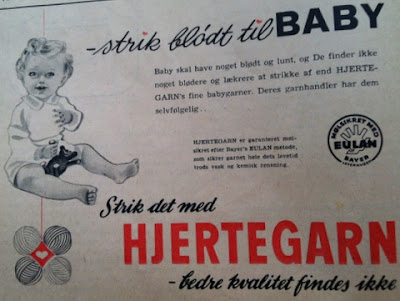 -strik blødt til BABY
Baby skal have noget blødt og lunt, og De finder ikke
noget blødere og lækrere at strikke af end HJERTE-
GARN's fine babygarner. Deres garnhandler har dem
selvfølgelig . .
HJERTEGARN er garanteret møl-
sikret efter Bayer's EULAN metode,
som sikrer garnet hele dets levetid
trods vask og kemisk rensning.
MØLSIKRET MED
EULAN
BAYER
Strik det med
HJERTEGARN
- bedre kvalitet findes ikke